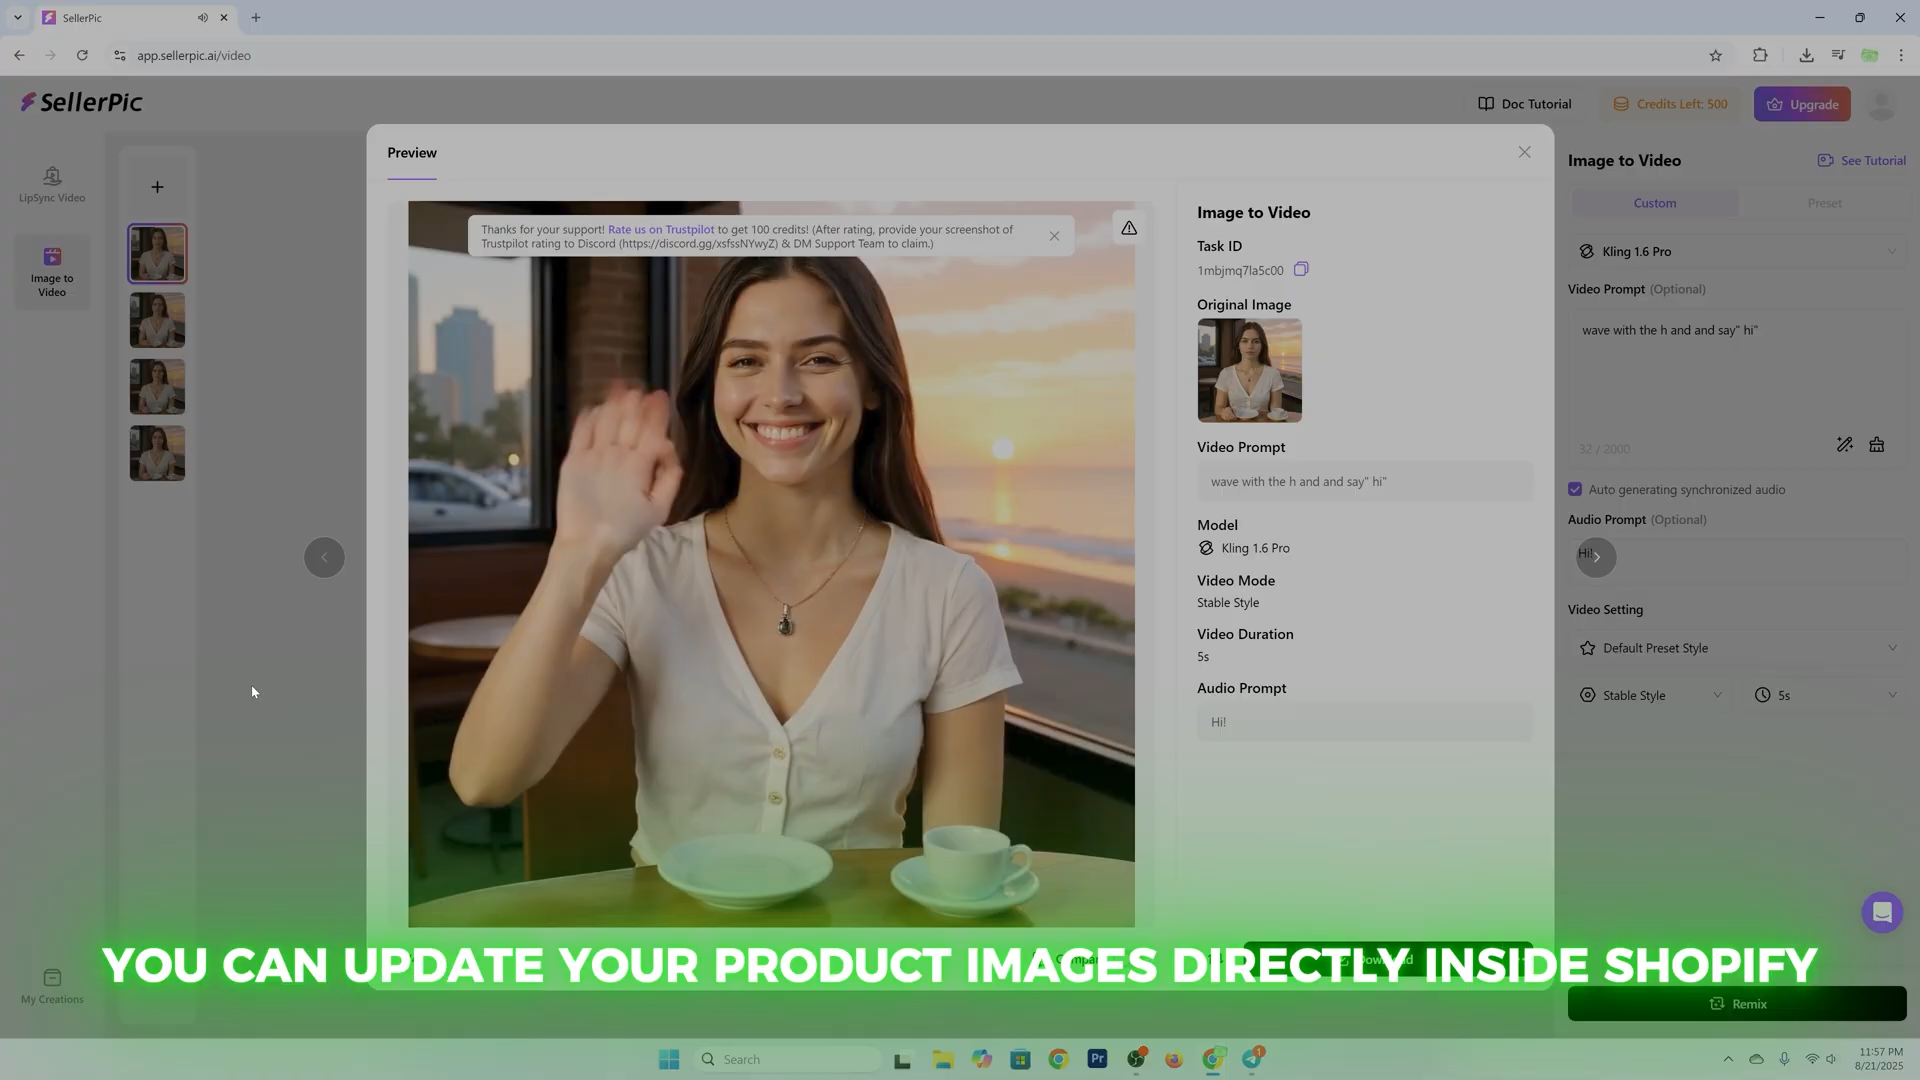 SellerPic
app.sellerpic.ai/video
SellerPic
Doc Tutorial
Credits Left: 500
Upgrade
LipSync Video
Image to
Video
My Creations
Preview
Thanks for your support! Rate us on Trustpilot to get 100 credits! (After rating, provide your screenshot of
Trustpilot rating to Discord (https://discord.gg/xsfssNYwyZ) & DM Support Team to claim.)
Image to Video
Task ID
1mbjmq7la5c00
Original Image
Video Prompt
wave with the h and and say" hi"
Model
Kling 1.6 Pro
Video Mode
Stable Style
Video Duration
5s
Audio Prompt
Hi!
Image to Video
See Tutorial
Custom
Preset
Kling 1.6 Pro
Video Prompt (Optional)
wave with the h and and say" hi"
32 / 2000
Auto generating synchronized audio
Audio Prompt (Optional)
Hi!
Video Setting
Default Preset Style
Stable Style
5s
YOU CAN UPDATE YOUR PRODUCT IMAGES DIRECTLY INSIDE SHOPIFY
Remix
Search
Pr
1
11:57 PM
8/21/2025